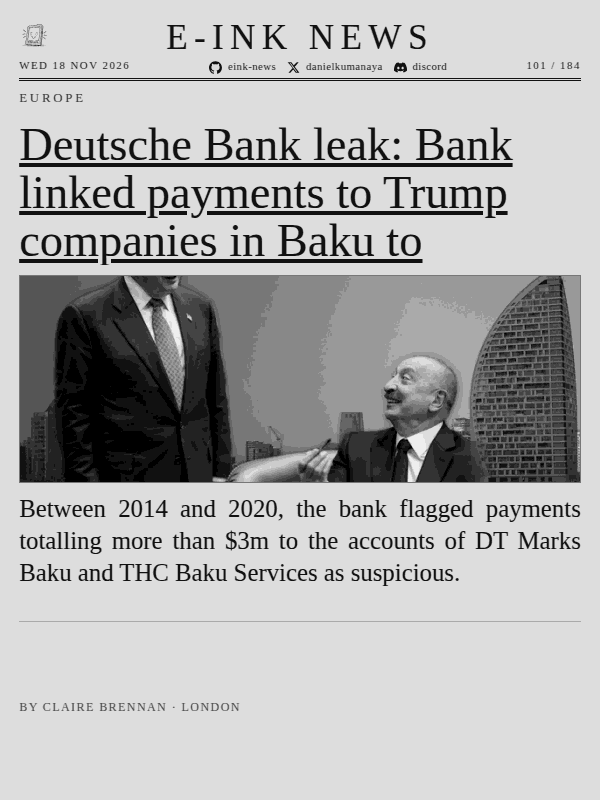 E-INK NEWS
WED 18 NOV 2026
eink-news
danielkumanaya
discord
101 / 184
EUROPE
Deutsche Bank leak: Bank
linked payments to Trump
companies in Baku to
Between 2014 and 2020, the bank flagged payments
totalling more than $3m to the accounts of DT Marks
Baku and THC Baku Services as suspicious.
BY CLAIRE BRENNAN · LONDON